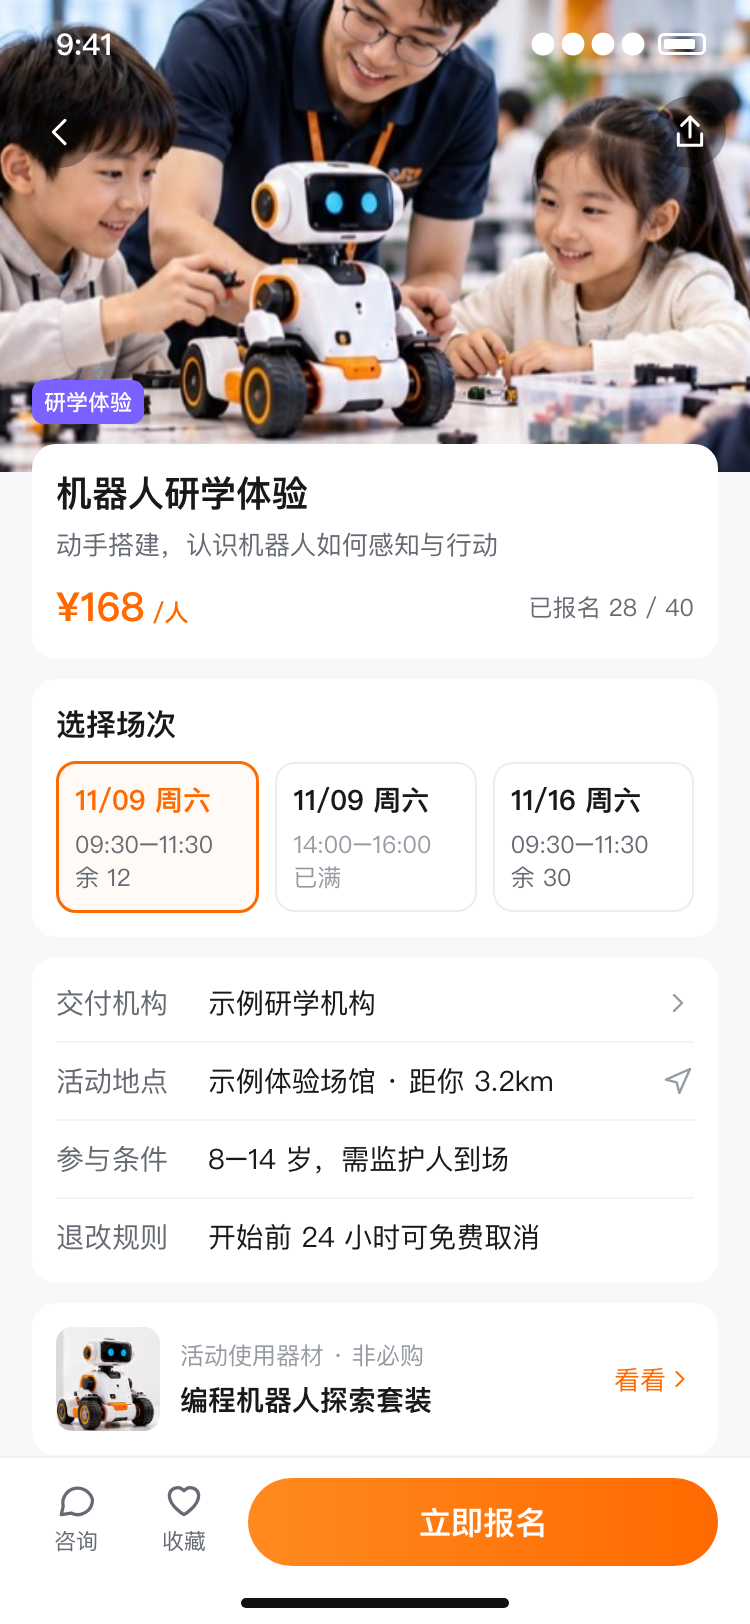 9:41
研学体验
机器人研学体验
动手搭建，认识机器人如何感知与行动
¥168 /人
已报名 28 / 40
选择场次
11/09 周六
09:30–11:30
余 12
11/09 周六
14:00–16:00
已满
11/16 周六
09:30–11:30
余 30
交付机构 示例研学机构
活动地点 示例体验场馆 · 距你 3.2km
参与条件 8–14 岁，需监护人到场
退改规则 开始前 24 小时可免费取消
活动使用器材 · 非必购
编程机器人探索套装
看看
咨询
收藏
立即报名